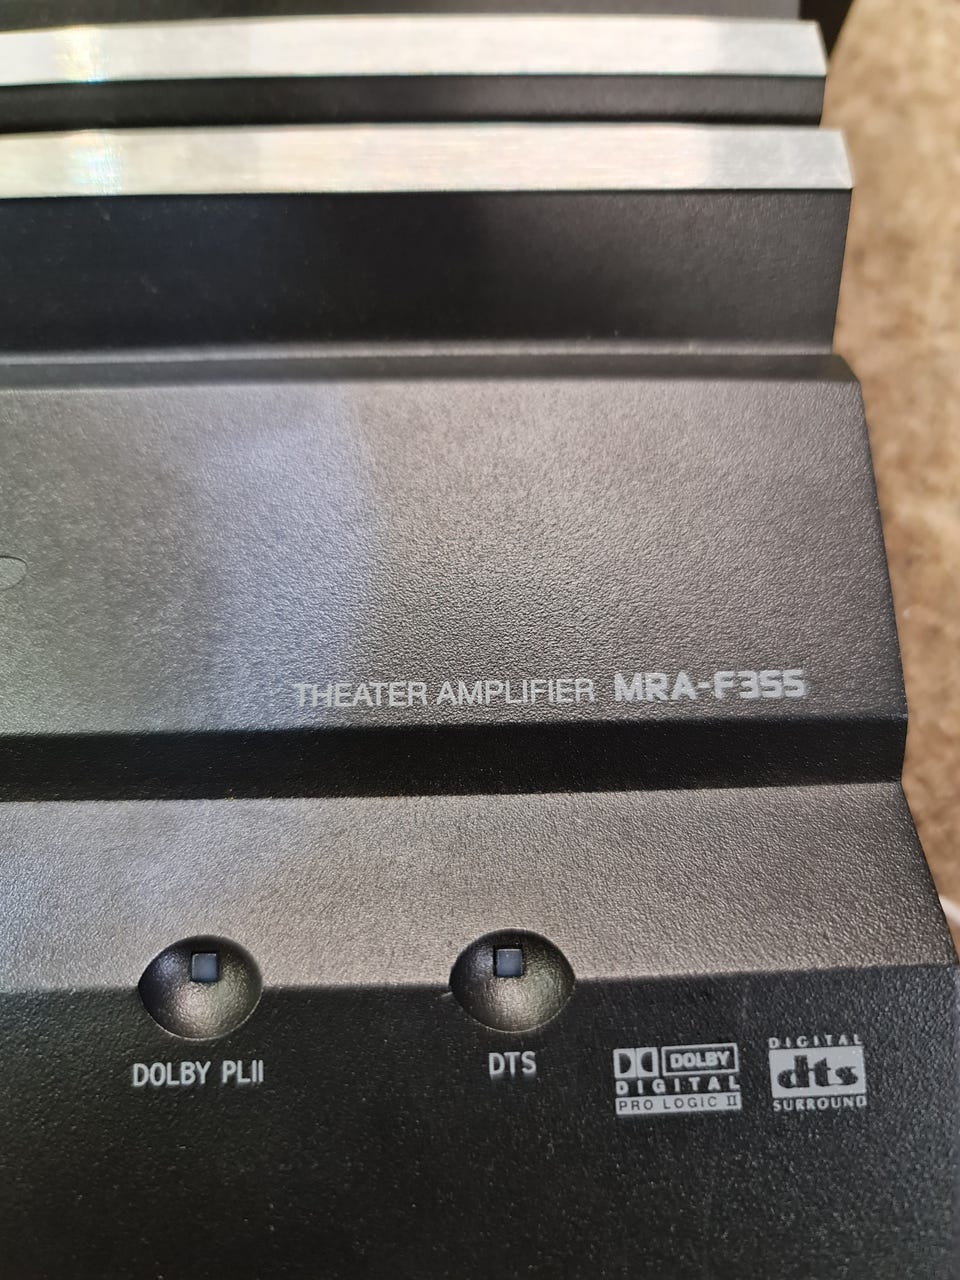 THEATER AMPLIFIER MRA-F355
DOLBY PLII
DTS
DOLBY
DIGITAL
PRO LOGIC II
DIGITAL
dts
SURROUND